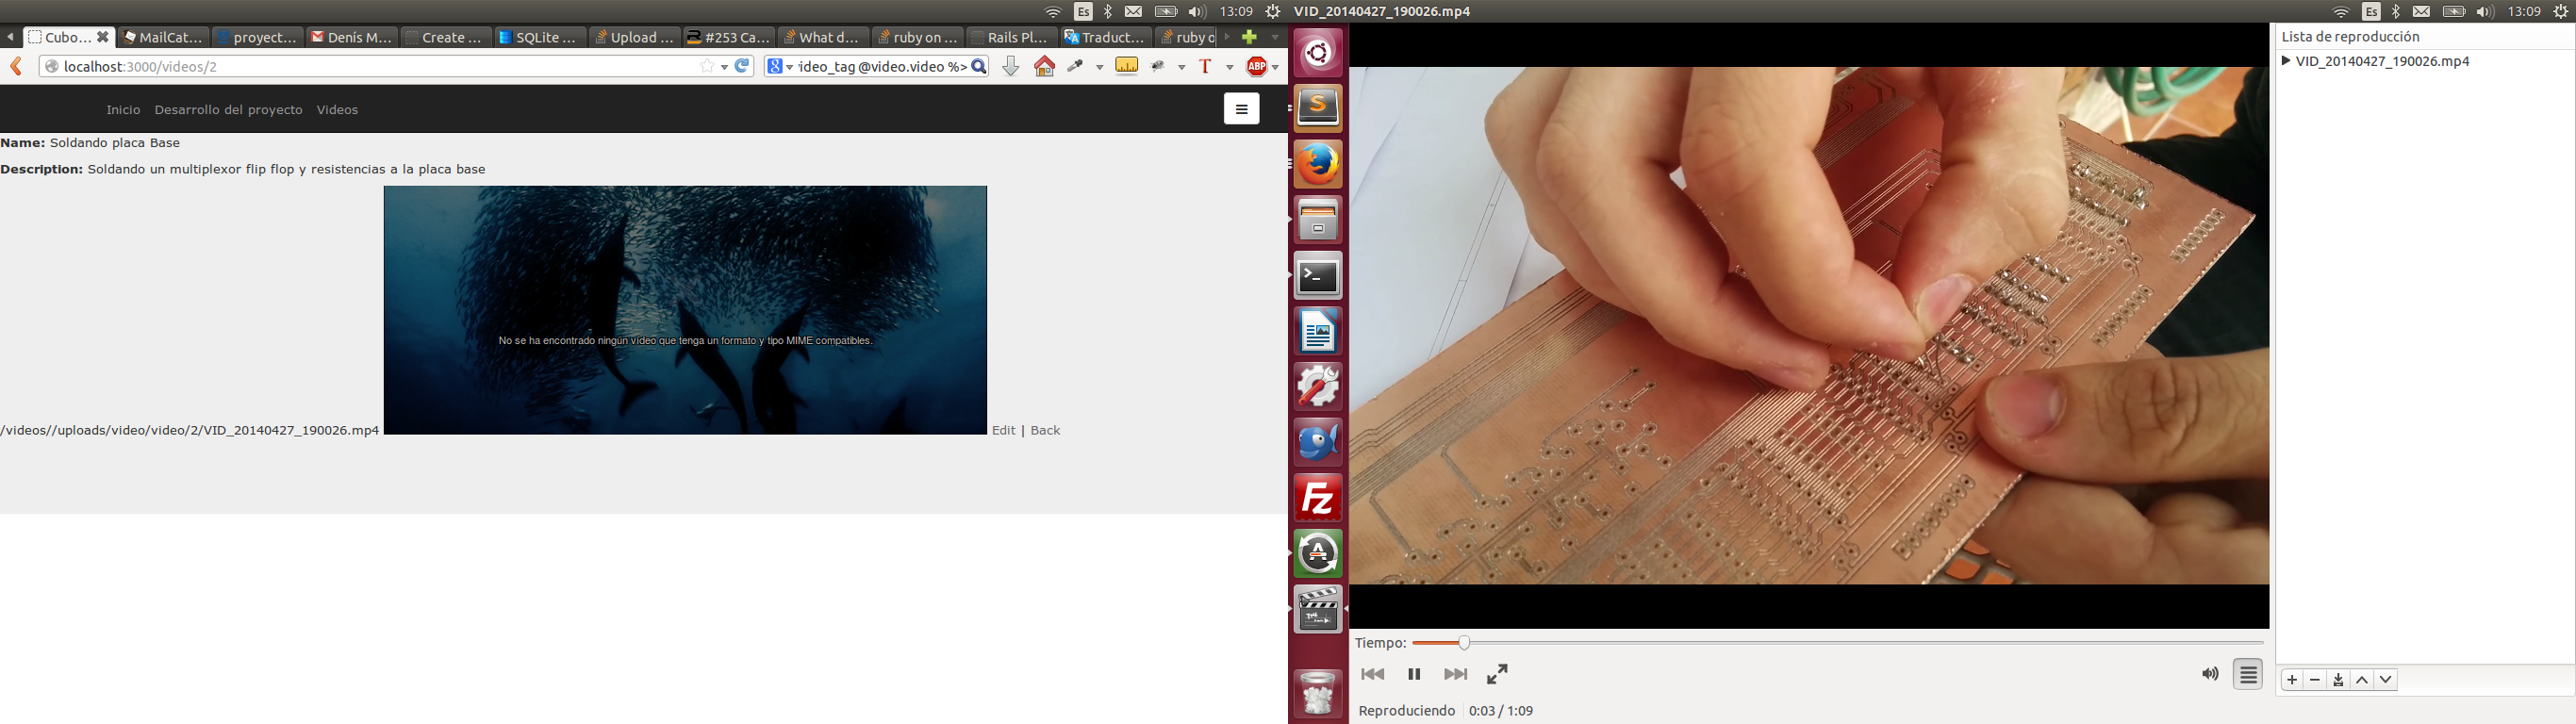 Es 13:09 VID_20140427_190026.mp4 Es 13:09
Cubo... MailCat... proyect... Denís M... Create ... SQLite ... Upload ... #253 Ca... What d... ruby on ... Rails Pl... Traduct... ruby o
localhost:3000/videos/2
ideo_tag @video.video %>
ABP
Inicio Desarrollo del proyecto Videos
Name: Soldando placa Base
Description: Soldando un multiplexor flip flop y resistencias a la placa base
No se ha encontrado ningún vídeo que tenga un formato y tipo MIME compatibles.
/videos//uploads/video/video/2/VID_20140427_190026.mp4 Edit | Back
Lista de reproducción
VID_20140427_190026.mp4
Tiempo:
Reproduciendo 0:03 / 1:09